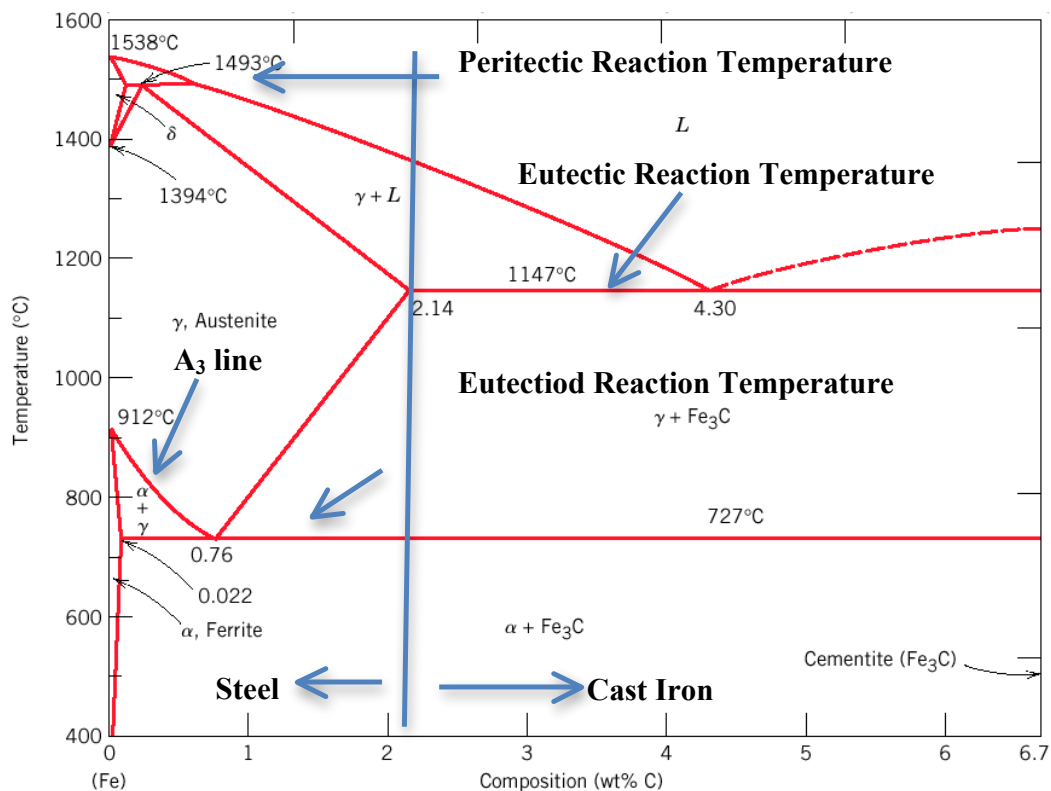 1600
1538°C
1493°C
Peritectic Reaction Temperature
L
δ
1400
1394°C
γ + L
Eutectic Reaction Temperature
1200
1147°C
2.14
4.30
γ, Austenite
A₃ line
1000
Eutectiod Reaction Temperature
γ + Fe₃C
912°C
800
α
+
γ
727°C
0.76
0.022
600
α, Ferrite
α + Fe₃C
Cementite (Fe₃C)
Steel
Cast Iron
400
Temperature (°C)
0
1
2
3
4
5
6
6.7
(Fe)
Composition (wt% C)